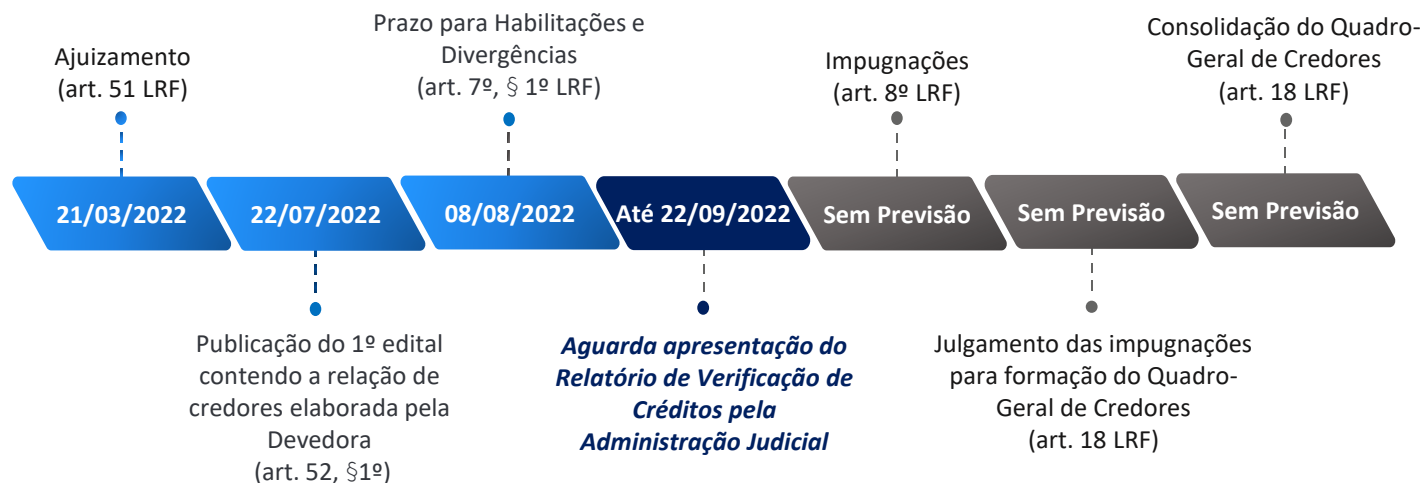 Ajuizamento
(art. 51 LRF)
Prazo para Habilitações e
Divergências
(art. 7º, § 1º LRF)
Impugnações
(art. 8º LRF)
Consolidação do Quadro-
Geral de Credores
(art. 18 LRF)
21/03/2022
22/07/2022
08/08/2022
Até 22/09/2022
Sem Previsão
Sem Previsão
Sem Previsão
Publicação do 1º edital
contendo a relação de
credores elaborada pela
Devedora
(art. 52, §1º)
Aguarda apresentação do
Relatório de Verificação de
Créditos pela
Administração Judicial
Julgamento das impugnações
para formação do Quadro-
Geral de Credores
(art. 18 LRF)